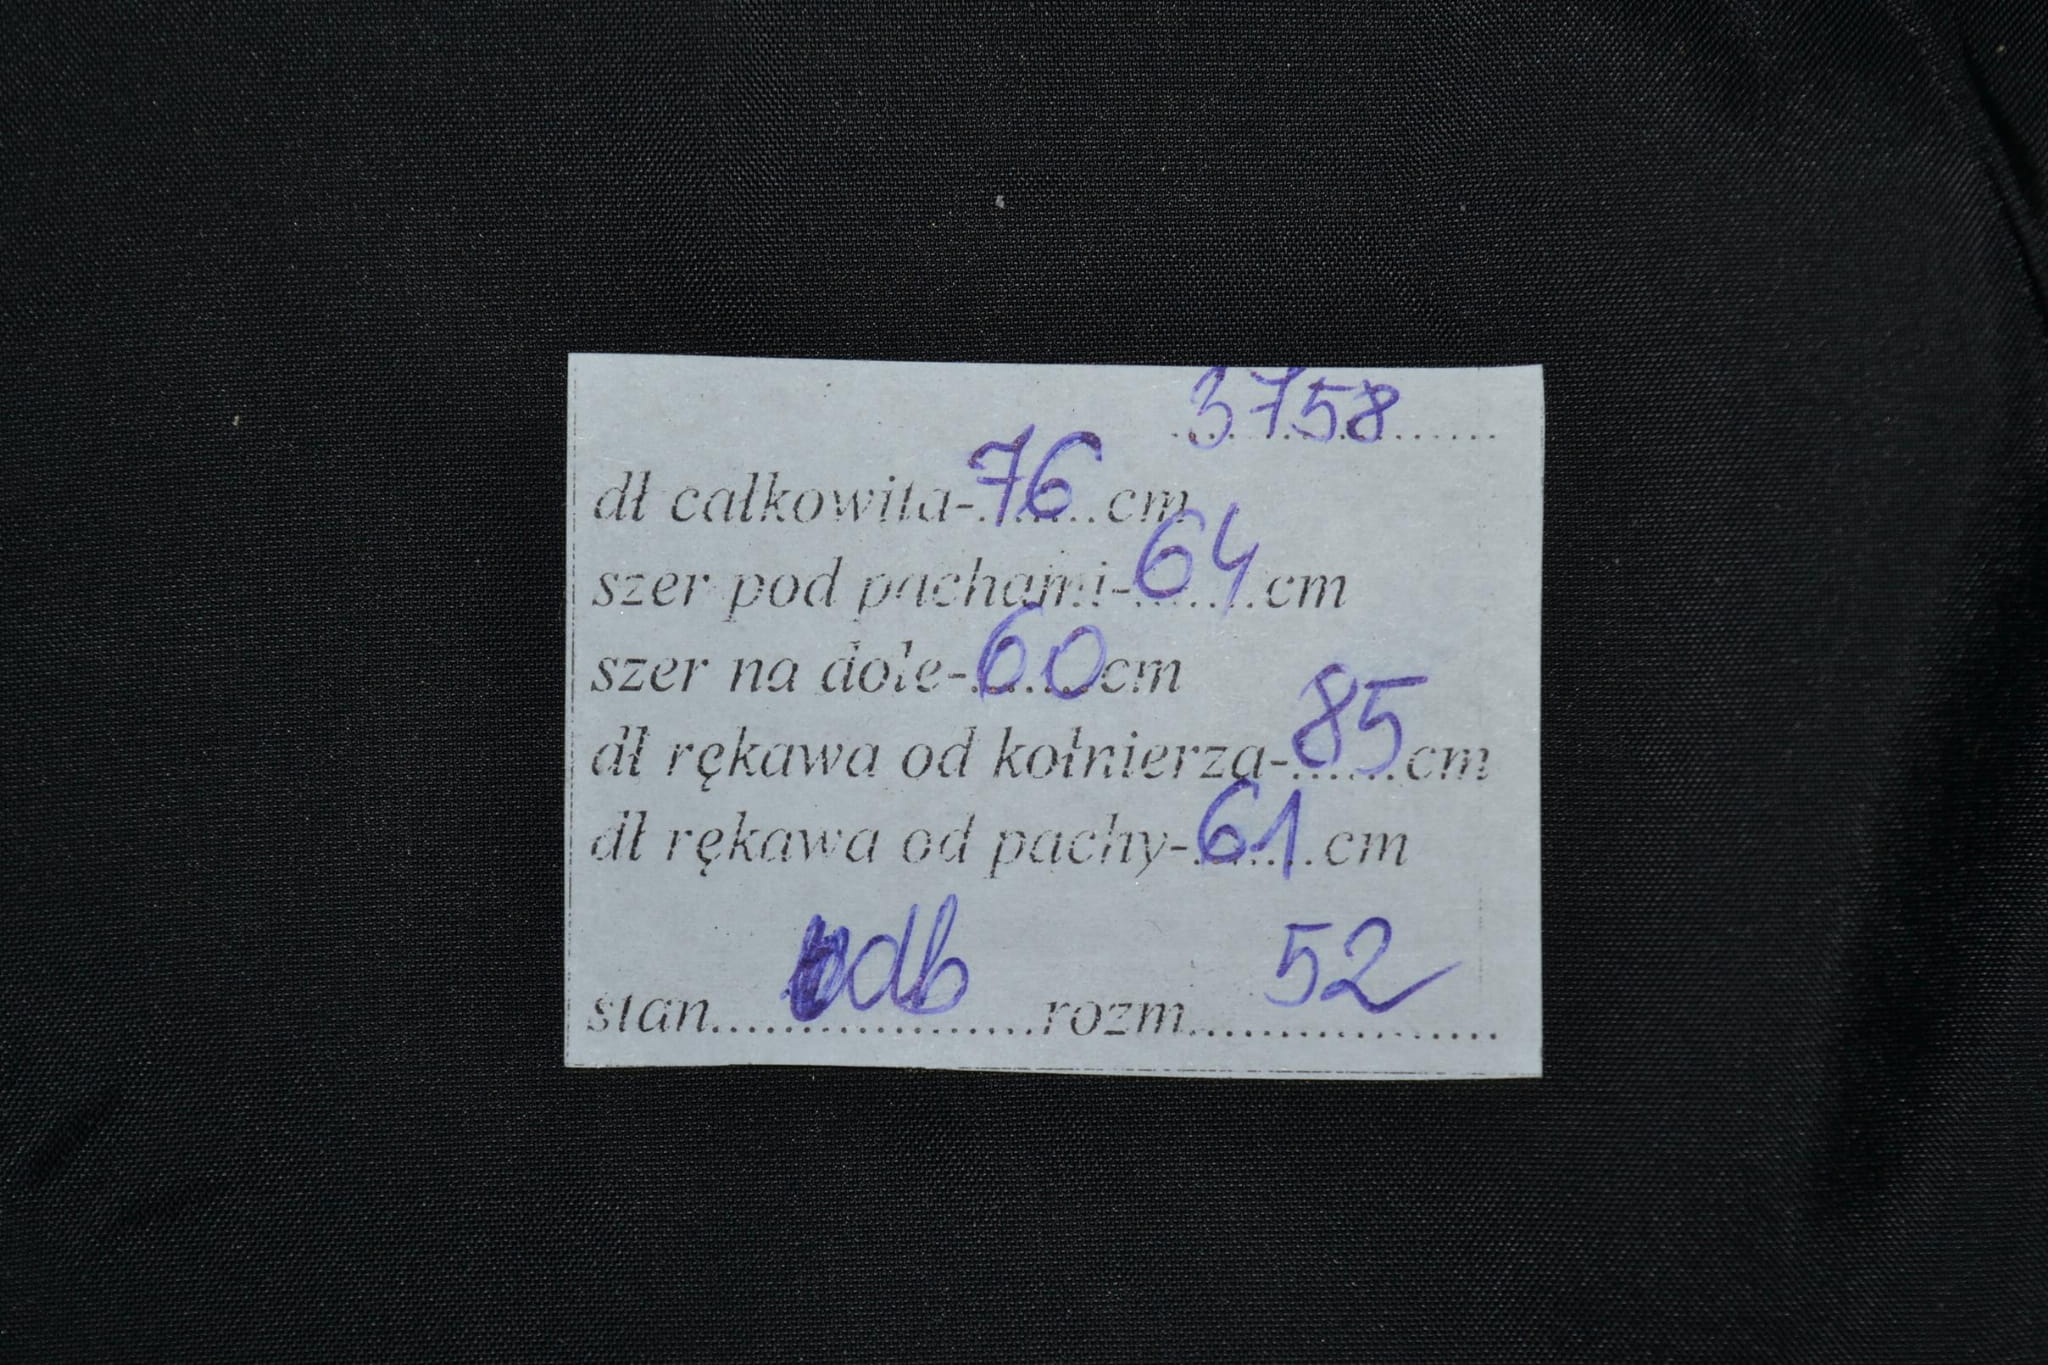 3758
dł całkowita-76cm
szer pod pachami-64cm
szer na dole-60cm
dł rękawa od kołnierza-85cm
dł rękawa od pachy-61cm
stan db rozm 52